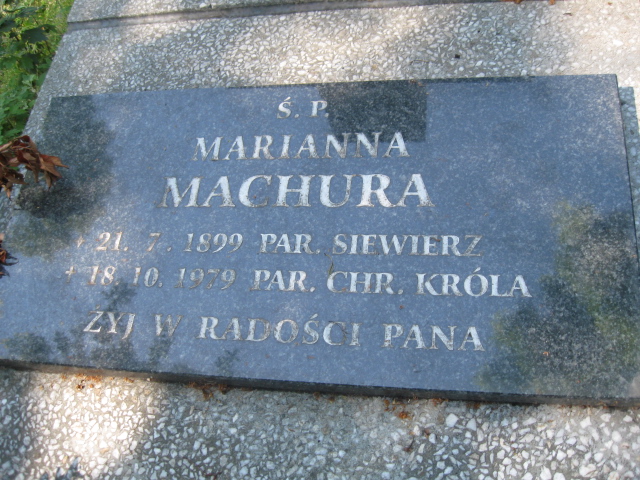 Ś. P.
MARIANNA
MACHURA
* 21. 7. 1899 PAR. SIEWIERZ
+ 18. 10. 1979 PAR. CHR. KRÓLA
ŻYJ W RADOŚCI PANA